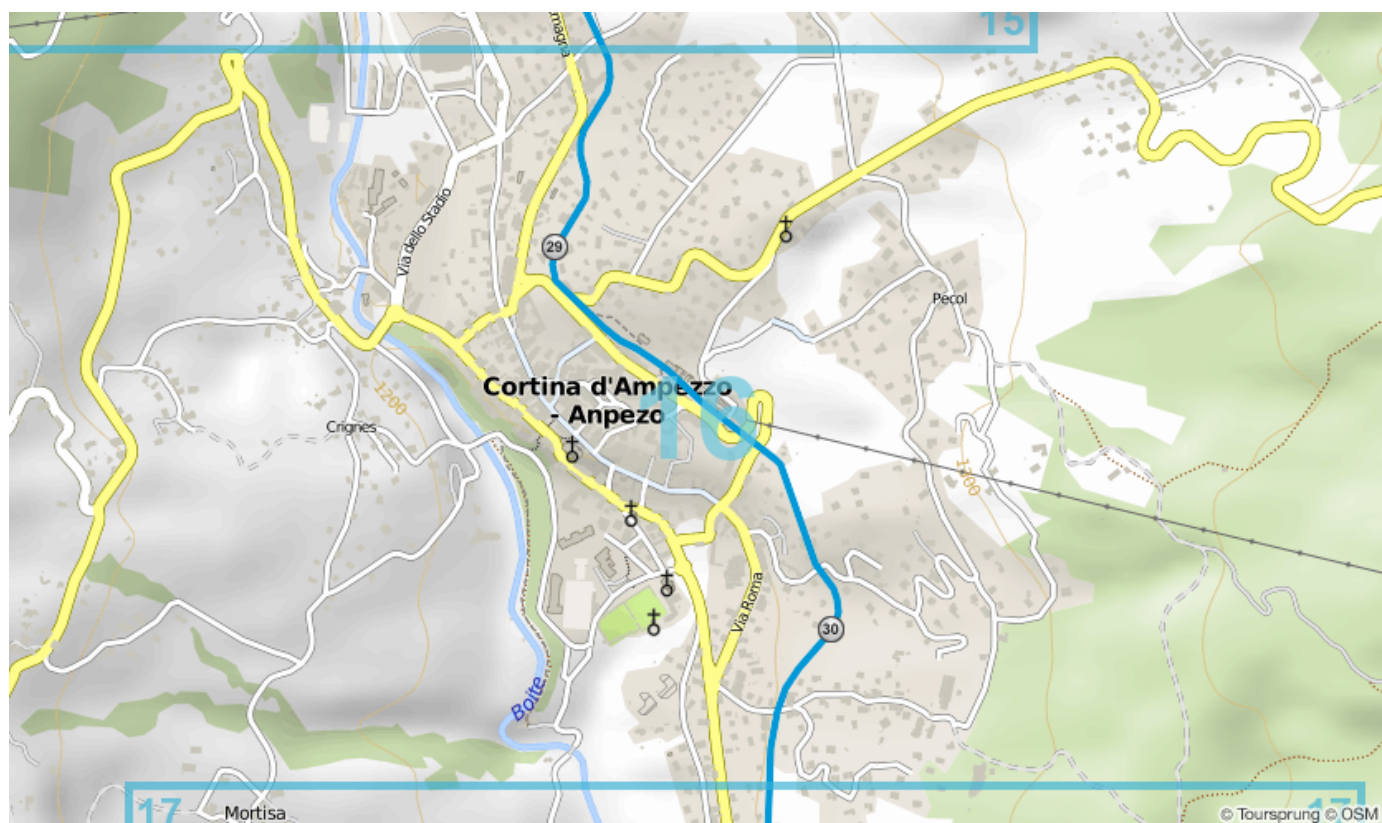 15
Via dello Stadio
29
Pecol
Cortina d'Ampezzo
- Anpezo
16
1200
Crignes
1200
Via Roma
30
Boite
17
Mortisa
17
© Toursprung © OSM